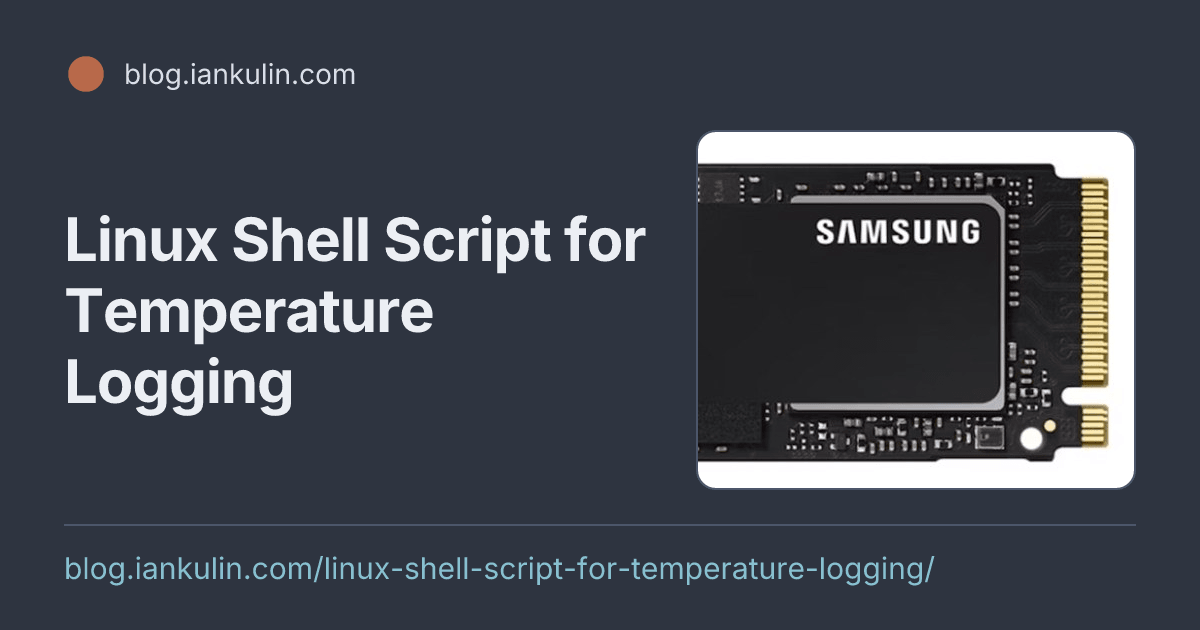 blog.iankulin.com
Linux Shell Script for
Temperature
Logging
SAMSUNG
blog.iankulin.com/linux-shell-script-for-temperature-logging/